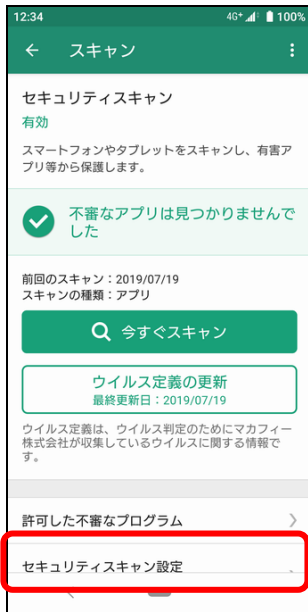 12:34 4G+ 100%
← スキャン
セキュリティスキャン
有効
スマートフォンやタブレットをスキャンし、有害ア
プリ等から保護します。
不審なアプリは見つかりませんで
した
前回のスキャン：2019/07/19
スキャンの種類：アプリ
今すぐスキャン
ウイルス定義の更新
最終更新日：2019/07/19
ウイルス定義は、ウイルス判定のためにマカフィー
株式会社が収集しているウイルスに関する情報で
す。
許可した不審なプログラム
セキュリティスキャン設定